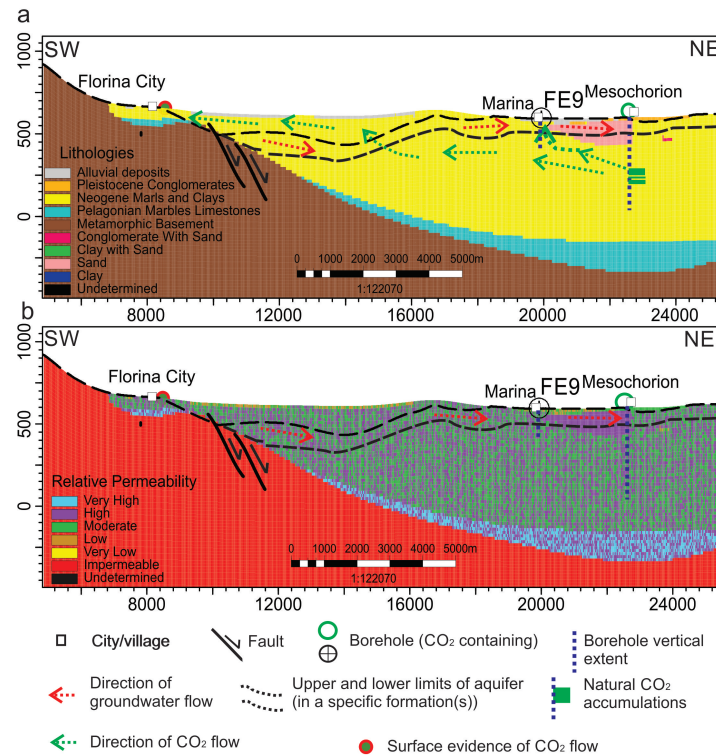 a
SW
NE
1000
500
0
Florina City
Marina
FE9
Mesochorion
Lithologies
Alluvial deposits
Pleistocene Conglomerates
Neogene Marls and Clays
Pelagonian Marbles Limestones
Metamorphic Basement
Conglomerate With Sand
Clay with Sand
Sand
Clay
Undetermined
0 1000 2000 3000 4000 5000m
1:122070
8000 12000 16000 20000 24000
b
SW
NE
1000
500
0
Florina City
Marina
FE9
Mesochorion
Relative Permeability
Very High
High
Moderate
Low
Very Low
Impermeable
Undetermined
0 1000 2000 3000 4000 5000m
1:122070
8000 12000 16000 20000 24000
City/village
Fault
Borehole (CO₂ containing)
Borehole vertical
extent
Direction of
groundwater flow
Upper and lower limits of aquifer
(in a specific formation(s))
Natural CO₂
accumulations
Direction of CO₂ flow
Surface evidence of CO₂ flow